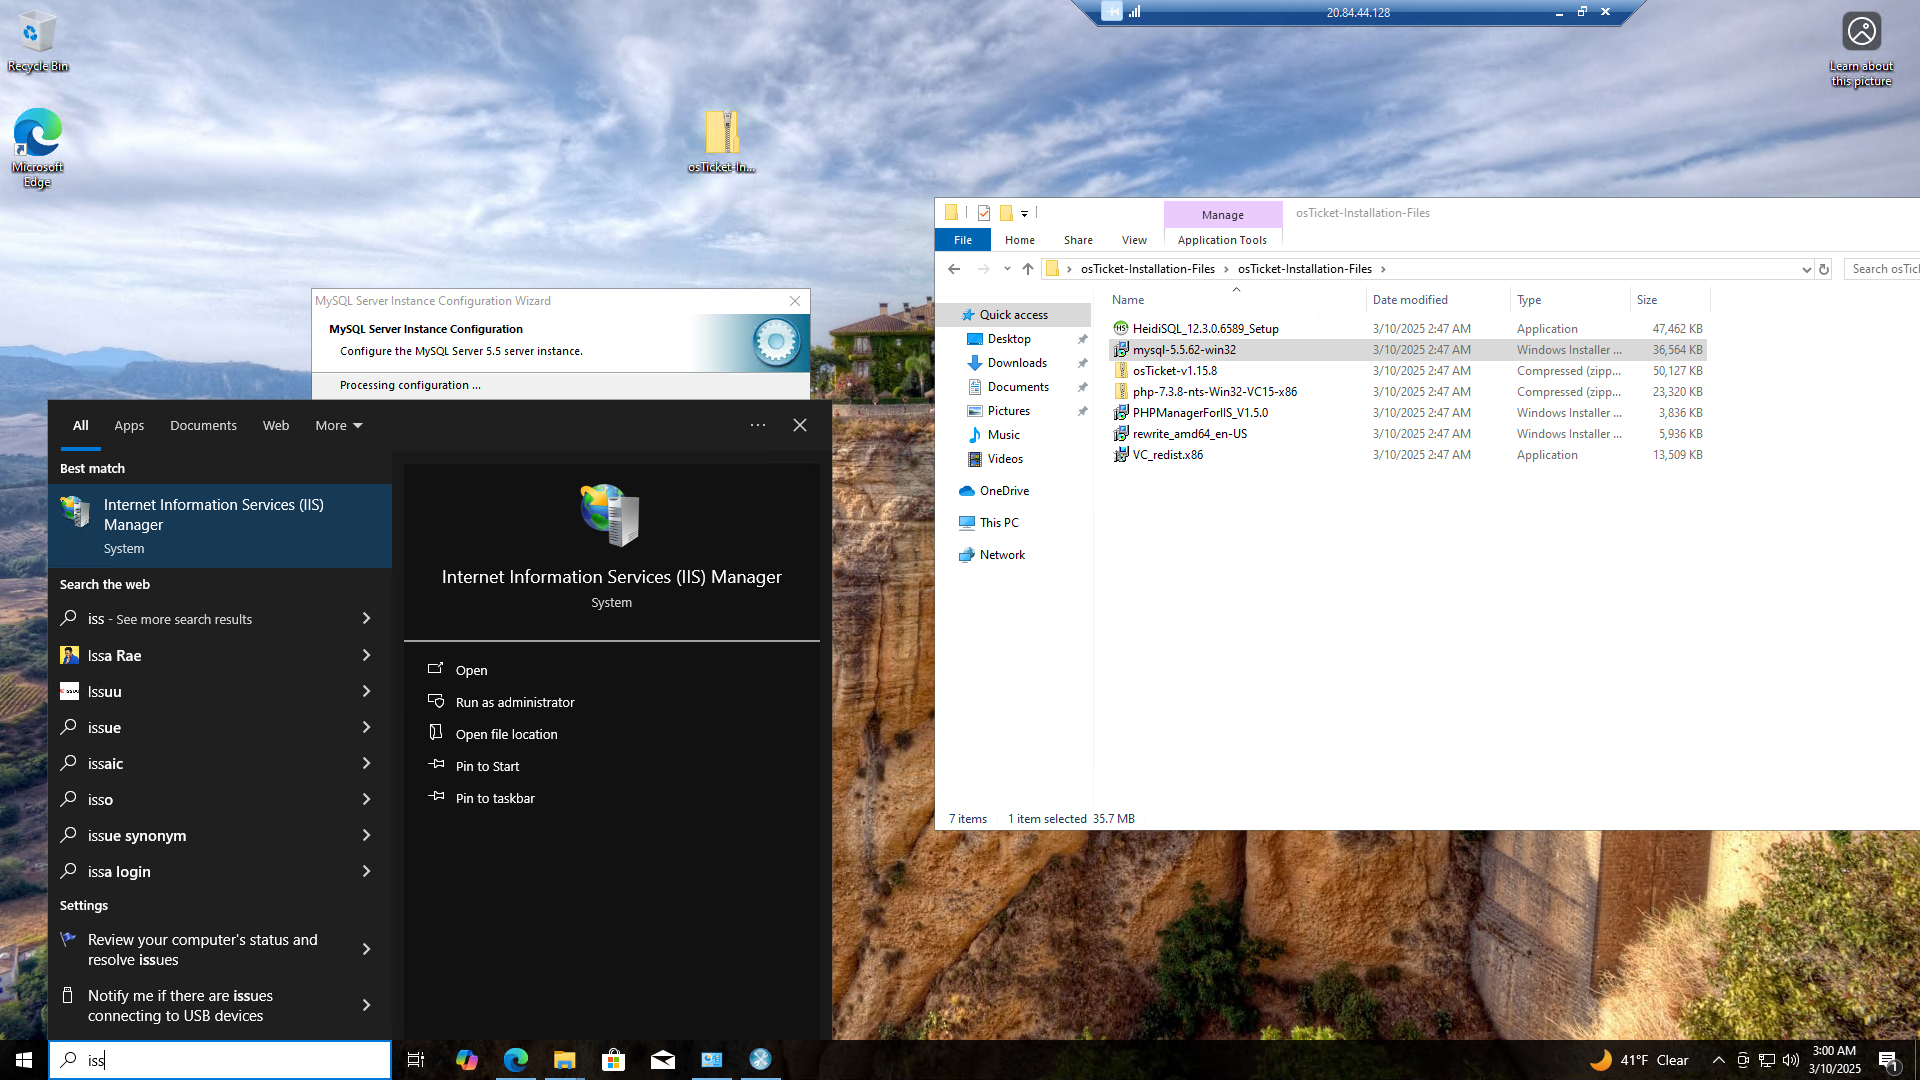 Recycle Bin
Microsoft
Edge
osTicket-In...
20.84.44.128
Learn about
this picture
Manage
osTicket-Installation-Files
File
Home
Share
View
Application Tools
osTicket-Installation-Files
osTicket-Installation-Files
Search osTick
Name
Date modified
Type
Size
Quick access
Desktop
Downloads
Documents
Pictures
Music
Videos
OneDrive
This PC
Network
HeidiSQL_12.3.0.6589_Setup 3/10/2025 2:47 AM Application 47,462 KB
mysql-5.5.62-win32 3/10/2025 2:47 AM Windows Installer ... 36,564 KB
osTicket-v1.15.8 3/10/2025 2:47 AM Compressed (zipp... 50,127 KB
php-7.3.8-nts-Win32-VC15-x86 3/10/2025 2:47 AM Compressed (zipp... 23,320 KB
PHPManagerForIIS_V1.5.0 3/10/2025 2:47 AM Windows Installer ... 3,836 KB
rewrite_amd64_en-US 3/10/2025 2:47 AM Windows Installer ... 5,936 KB
VC_redist.x86 3/10/2025 2:47 AM Application 13,509 KB
7 items
1 item selected 35.7 MB
MySQL Server Instance Configuration Wizard
MySQL Server Instance Configuration
Configure the MySQL Server 5.5 server instance.
Processing configuration ...
All
Apps
Documents
Web
More
Best match
Internet Information Services (IIS)
Manager
System
Search the web
iss - See more search results
Issa Rae
Issuu
issue
issaic
isso
issue synonym
issa login
Settings
Review your computer's status and
resolve issues
Notify me if there are issues
connecting to USB devices
Internet Information Services (IIS) Manager
System
Open
Run as administrator
Open file location
Pin to Start
Pin to taskbar
iss
41°F Clear
3:00 AM
3/10/2025
1